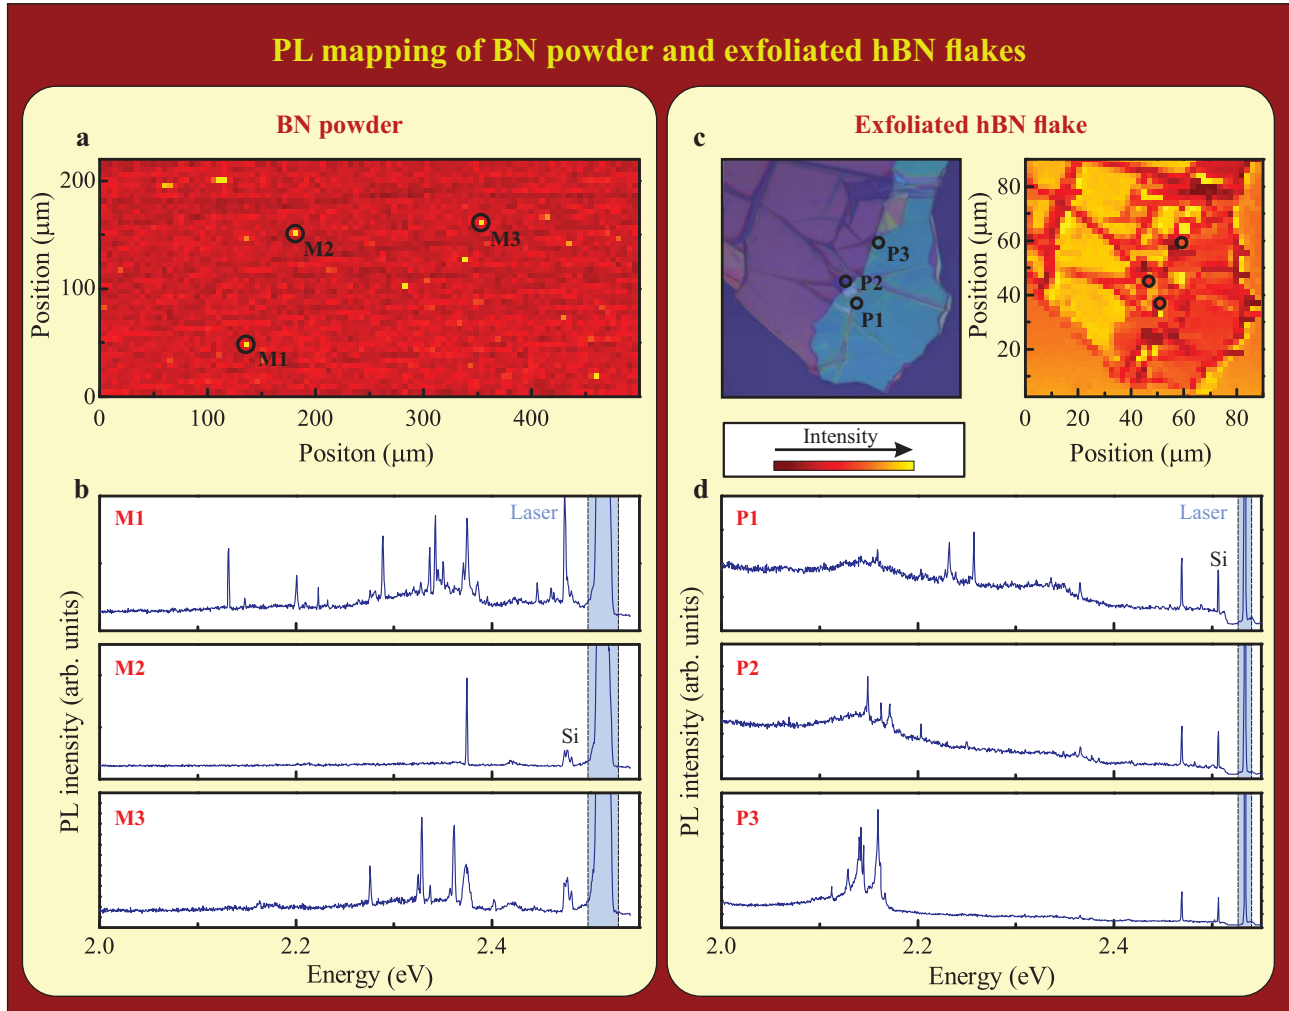 PL mapping of BN powder and exfoliated hBN flakes
BN powder
a
Position (μm)
200
100
0
M2
M3
M1
0 100 200 300 400
Positon (μm)
b
PL inensity (arb. units)
M1
Laser
M2
Si
M3
2.0 2.2 2.4
Energy (eV)
Exfoliated hBN flake
c
P3
P2
P1
Intensity
Position (μm)
80
60
40
20
0 20 40 60 80
Position (μm)
d
PL intensity (arb. units)
P1
Laser
Si
P2
P3
2.0 2.2 2.4
Energy (eV)